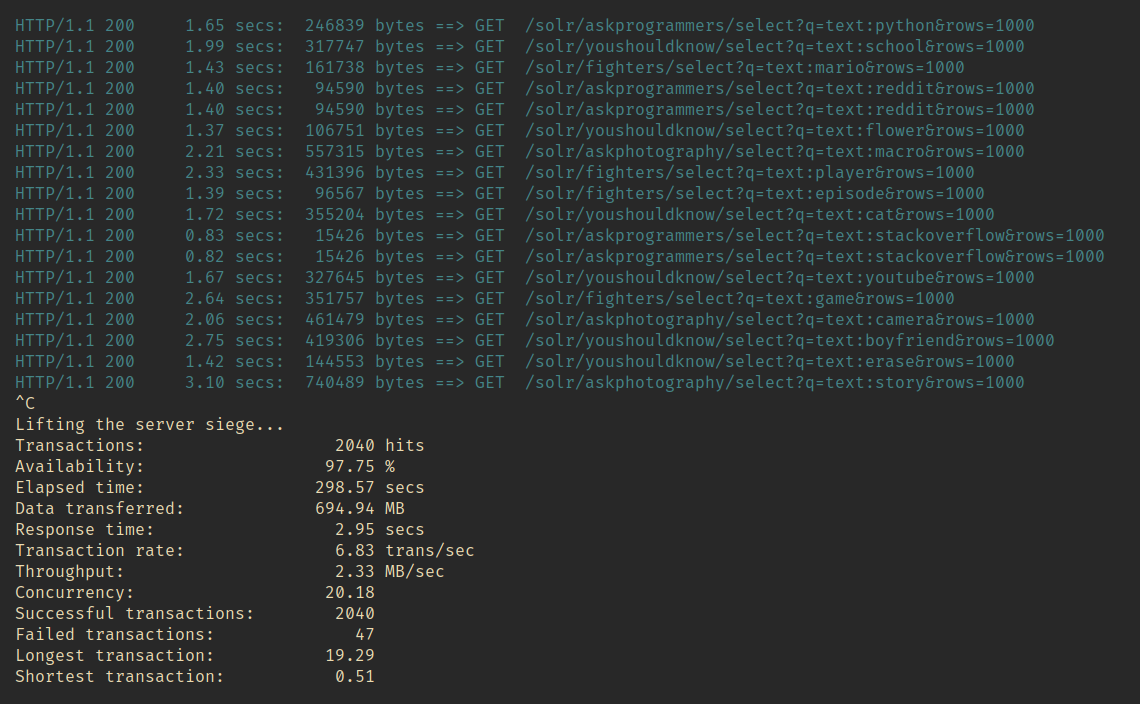 HTTP/1.1 200     1.65 secs:  246839 bytes ==> GET  /solr/askprogrammers/select?q=text:python&rows=1000
HTTP/1.1 200     1.99 secs:  317747 bytes ==> GET  /solr/youshouldknow/select?q=text:school&rows=1000
HTTP/1.1 200     1.43 secs:  161738 bytes ==> GET  /solr/fighters/select?q=text:mario&rows=1000
HTTP/1.1 200     1.40 secs:   94590 bytes ==> GET  /solr/askprogrammers/select?q=text:reddit&rows=1000
HTTP/1.1 200     1.40 secs:   94590 bytes ==> GET  /solr/askprogrammers/select?q=text:reddit&rows=1000
HTTP/1.1 200     1.37 secs:  106751 bytes ==> GET  /solr/youshouldknow/select?q=text:flower&rows=1000
HTTP/1.1 200     2.21 secs:  557315 bytes ==> GET  /solr/askphotography/select?q=text:macro&rows=1000
HTTP/1.1 200     2.33 secs:  431396 bytes ==> GET  /solr/fighters/select?q=text:player&rows=1000
HTTP/1.1 200     1.39 secs:   96567 bytes ==> GET  /solr/fighters/select?q=text:episode&rows=1000
HTTP/1.1 200     1.72 secs:  355204 bytes ==> GET  /solr/youshouldknow/select?q=text:cat&rows=1000
HTTP/1.1 200     0.83 secs:   15426 bytes ==> GET  /solr/askprogrammers/select?q=text:stackoverflow&rows=1000
HTTP/1.1 200     0.82 secs:   15426 bytes ==> GET  /solr/askprogrammers/select?q=text:stackoverflow&rows=1000
HTTP/1.1 200     1.67 secs:  327645 bytes ==> GET  /solr/youshouldknow/select?q=text:youtube&rows=1000
HTTP/1.1 200     2.64 secs:  351757 bytes ==> GET  /solr/fighters/select?q=text:game&rows=1000
HTTP/1.1 200     2.06 secs:  461479 bytes ==> GET  /solr/askphotography/select?q=text:camera&rows=1000
HTTP/1.1 200     2.75 secs:  419306 bytes ==> GET  /solr/youshouldknow/select?q=text:boyfriend&rows=1000
HTTP/1.1 200     1.42 secs:  144553 bytes ==> GET  /solr/youshouldknow/select?q=text:erase&rows=1000
HTTP/1.1 200     3.10 secs:  740489 bytes ==> GET  /solr/askphotography/select?q=text:story&rows=1000
^C
Lifting the server siege...
Transactions:                   2040 hits
Availability:                  97.75 %
Elapsed time:                 298.57 secs
Data transferred:             694.94 MB
Response time:                  2.95 secs
Transaction rate:               6.83 trans/sec
Throughput:                     2.33 MB/sec
Concurrency:                   20.18
Successful transactions:        2040
Failed transactions:              47
Longest transaction:           19.29
Shortest transaction:           0.51